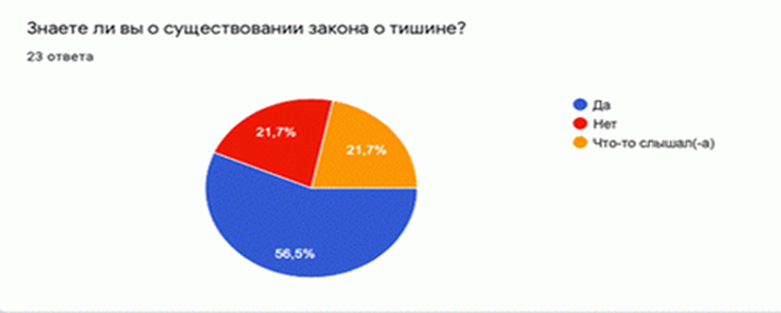 Знаете ли вы о существовании закона о тишине?
23 ответа
Да
Нет
Что-то слышал(-а)
21,7%
21,7%
56,5%